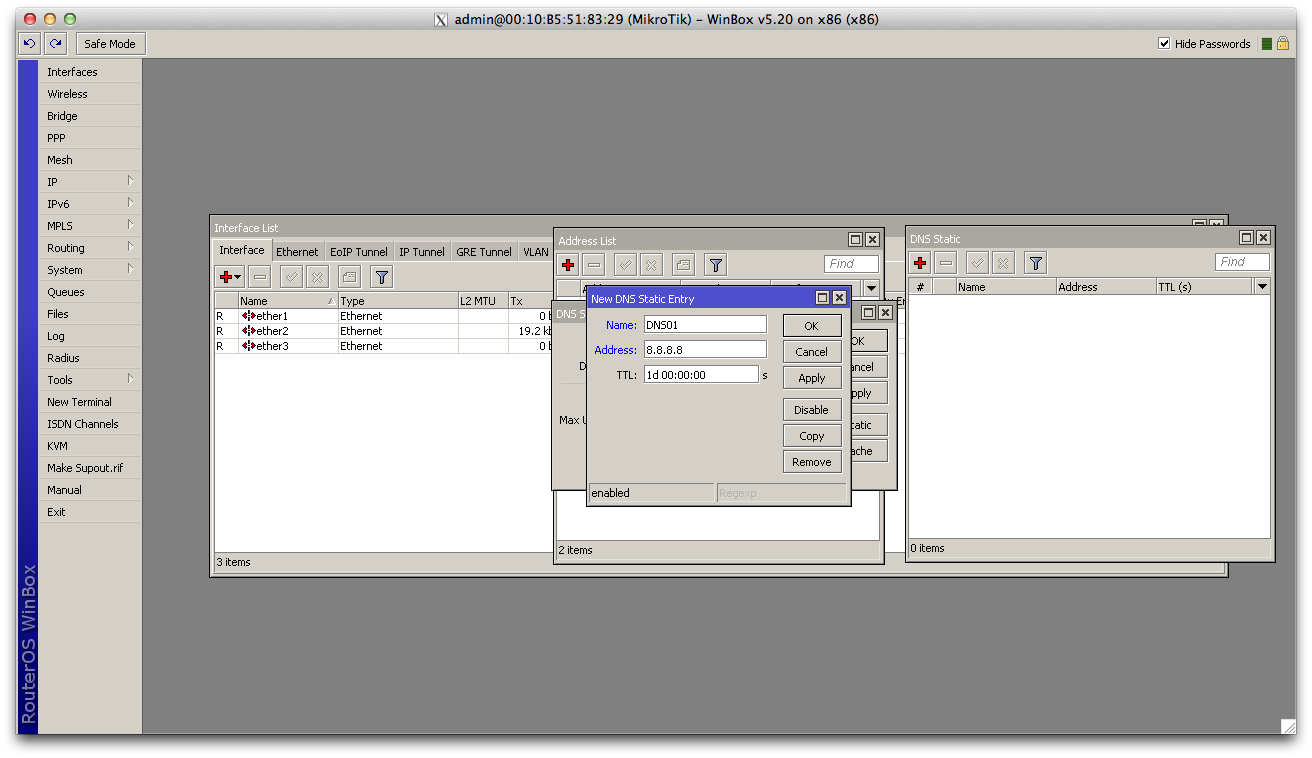 admin@00:10:B5:51:83:29 (MikroTik) – WinBox v5.20 on x86 (x86)
Safe Mode
Hide Passwords
RouterOS WinBox
Interfaces
Wireless
Bridge
PPP
Mesh
IP
IPv6
MPLS
Routing
System
Queues
Files
Log
Radius
Tools
New Terminal
ISDN Channels
KVM
Make Supout.rif
Manual
Exit
Interface List
Interface Ethernet EoIP Tunnel IP Tunnel GRE Tunnel VLAN
Name Type L2 MTU Tx
R ether1 Ethernet 0 b
R ether2 Ethernet 19.2 kb
R ether3 Ethernet 0 b
3 items
Address List
Find
2 items
DNS S
Max U
New DNS Static Entry
Name: DNS01
Address: 8.8.8.8
TTL: 1d 00:00:00 s
OK
Cancel
Apply
Disable
Copy
Remove
enabled
Regexp
DNS Static
Find
# Name Address TTL (s)
0 items